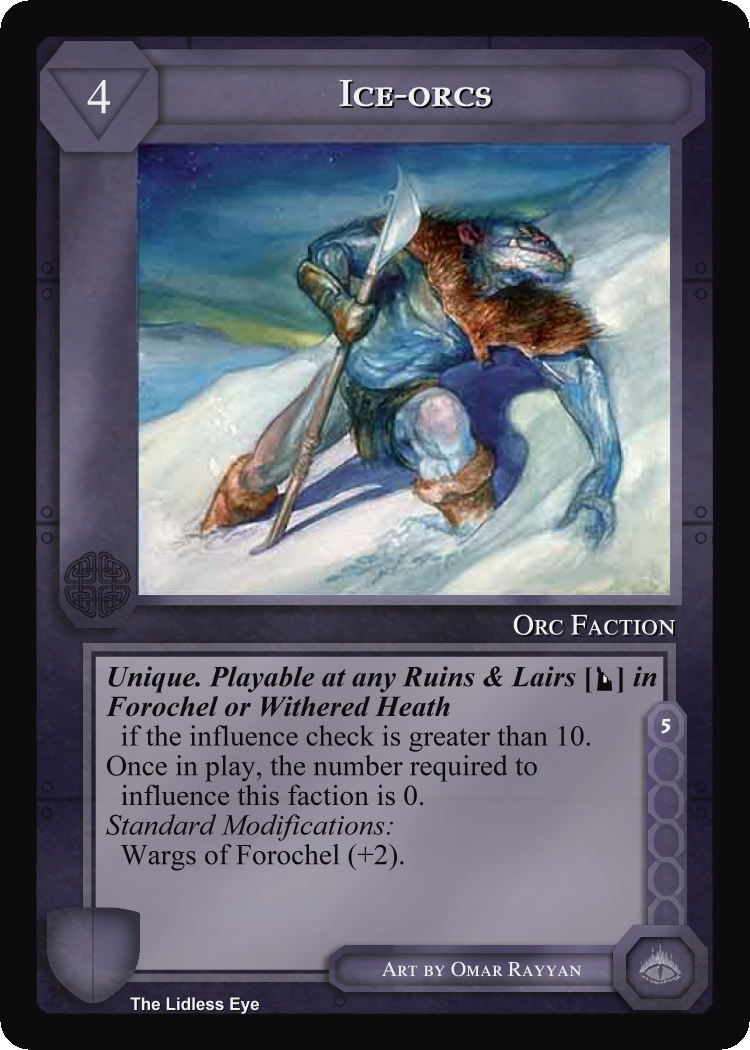 4
Ice-orcs
Orc Faction
Unique. Playable at any Ruins & Lairs [] in
Forochel or Withered Heath
if the influence check is greater than 10.
Once in play, the number required to
influence this faction is 0.
Standard Modifications:
Wargs of Forochel (+2).
5
Art by Omar Rayyan
The Lidless Eye